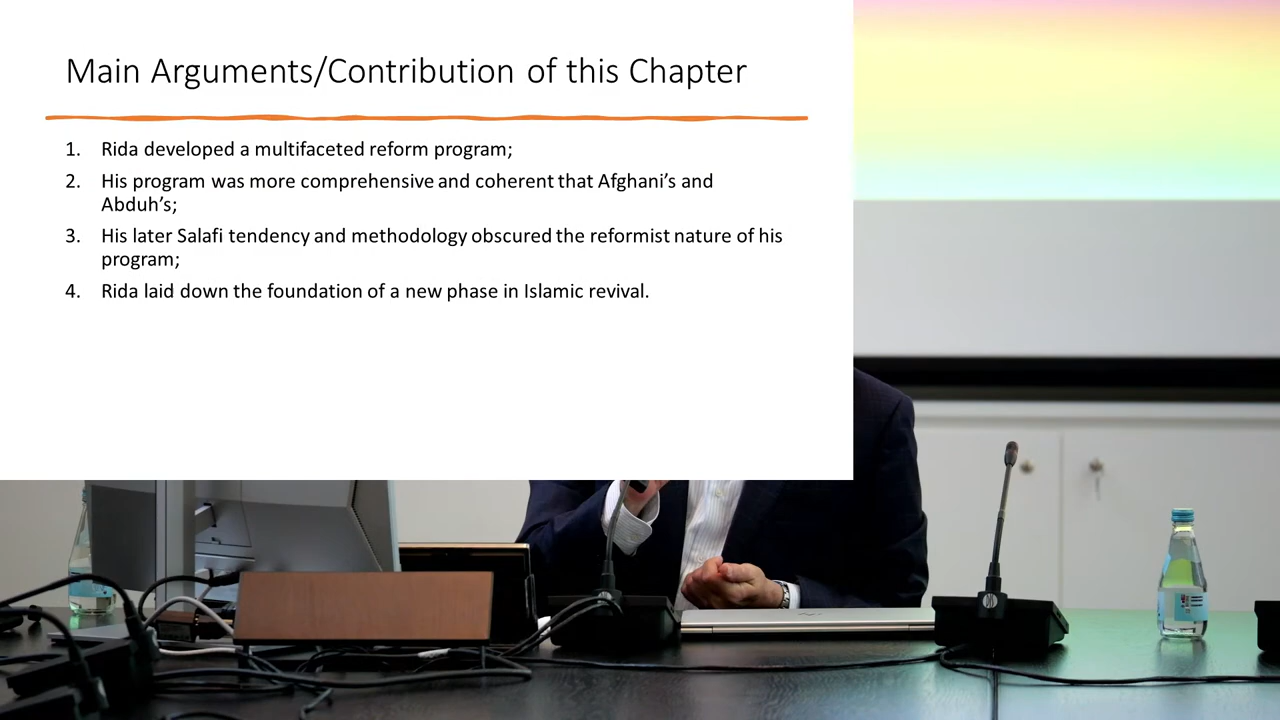 Main Arguments/Contribution of this Chapter
1. Rida developed a multifaceted reform program;
2. His program was more comprehensive and coherent that Afghani's and
Abduh's;
3. His later Salafi tendency and methodology obscured the reformist nature of his
program;
4. Rida laid down the foundation of a new phase in Islamic revival.